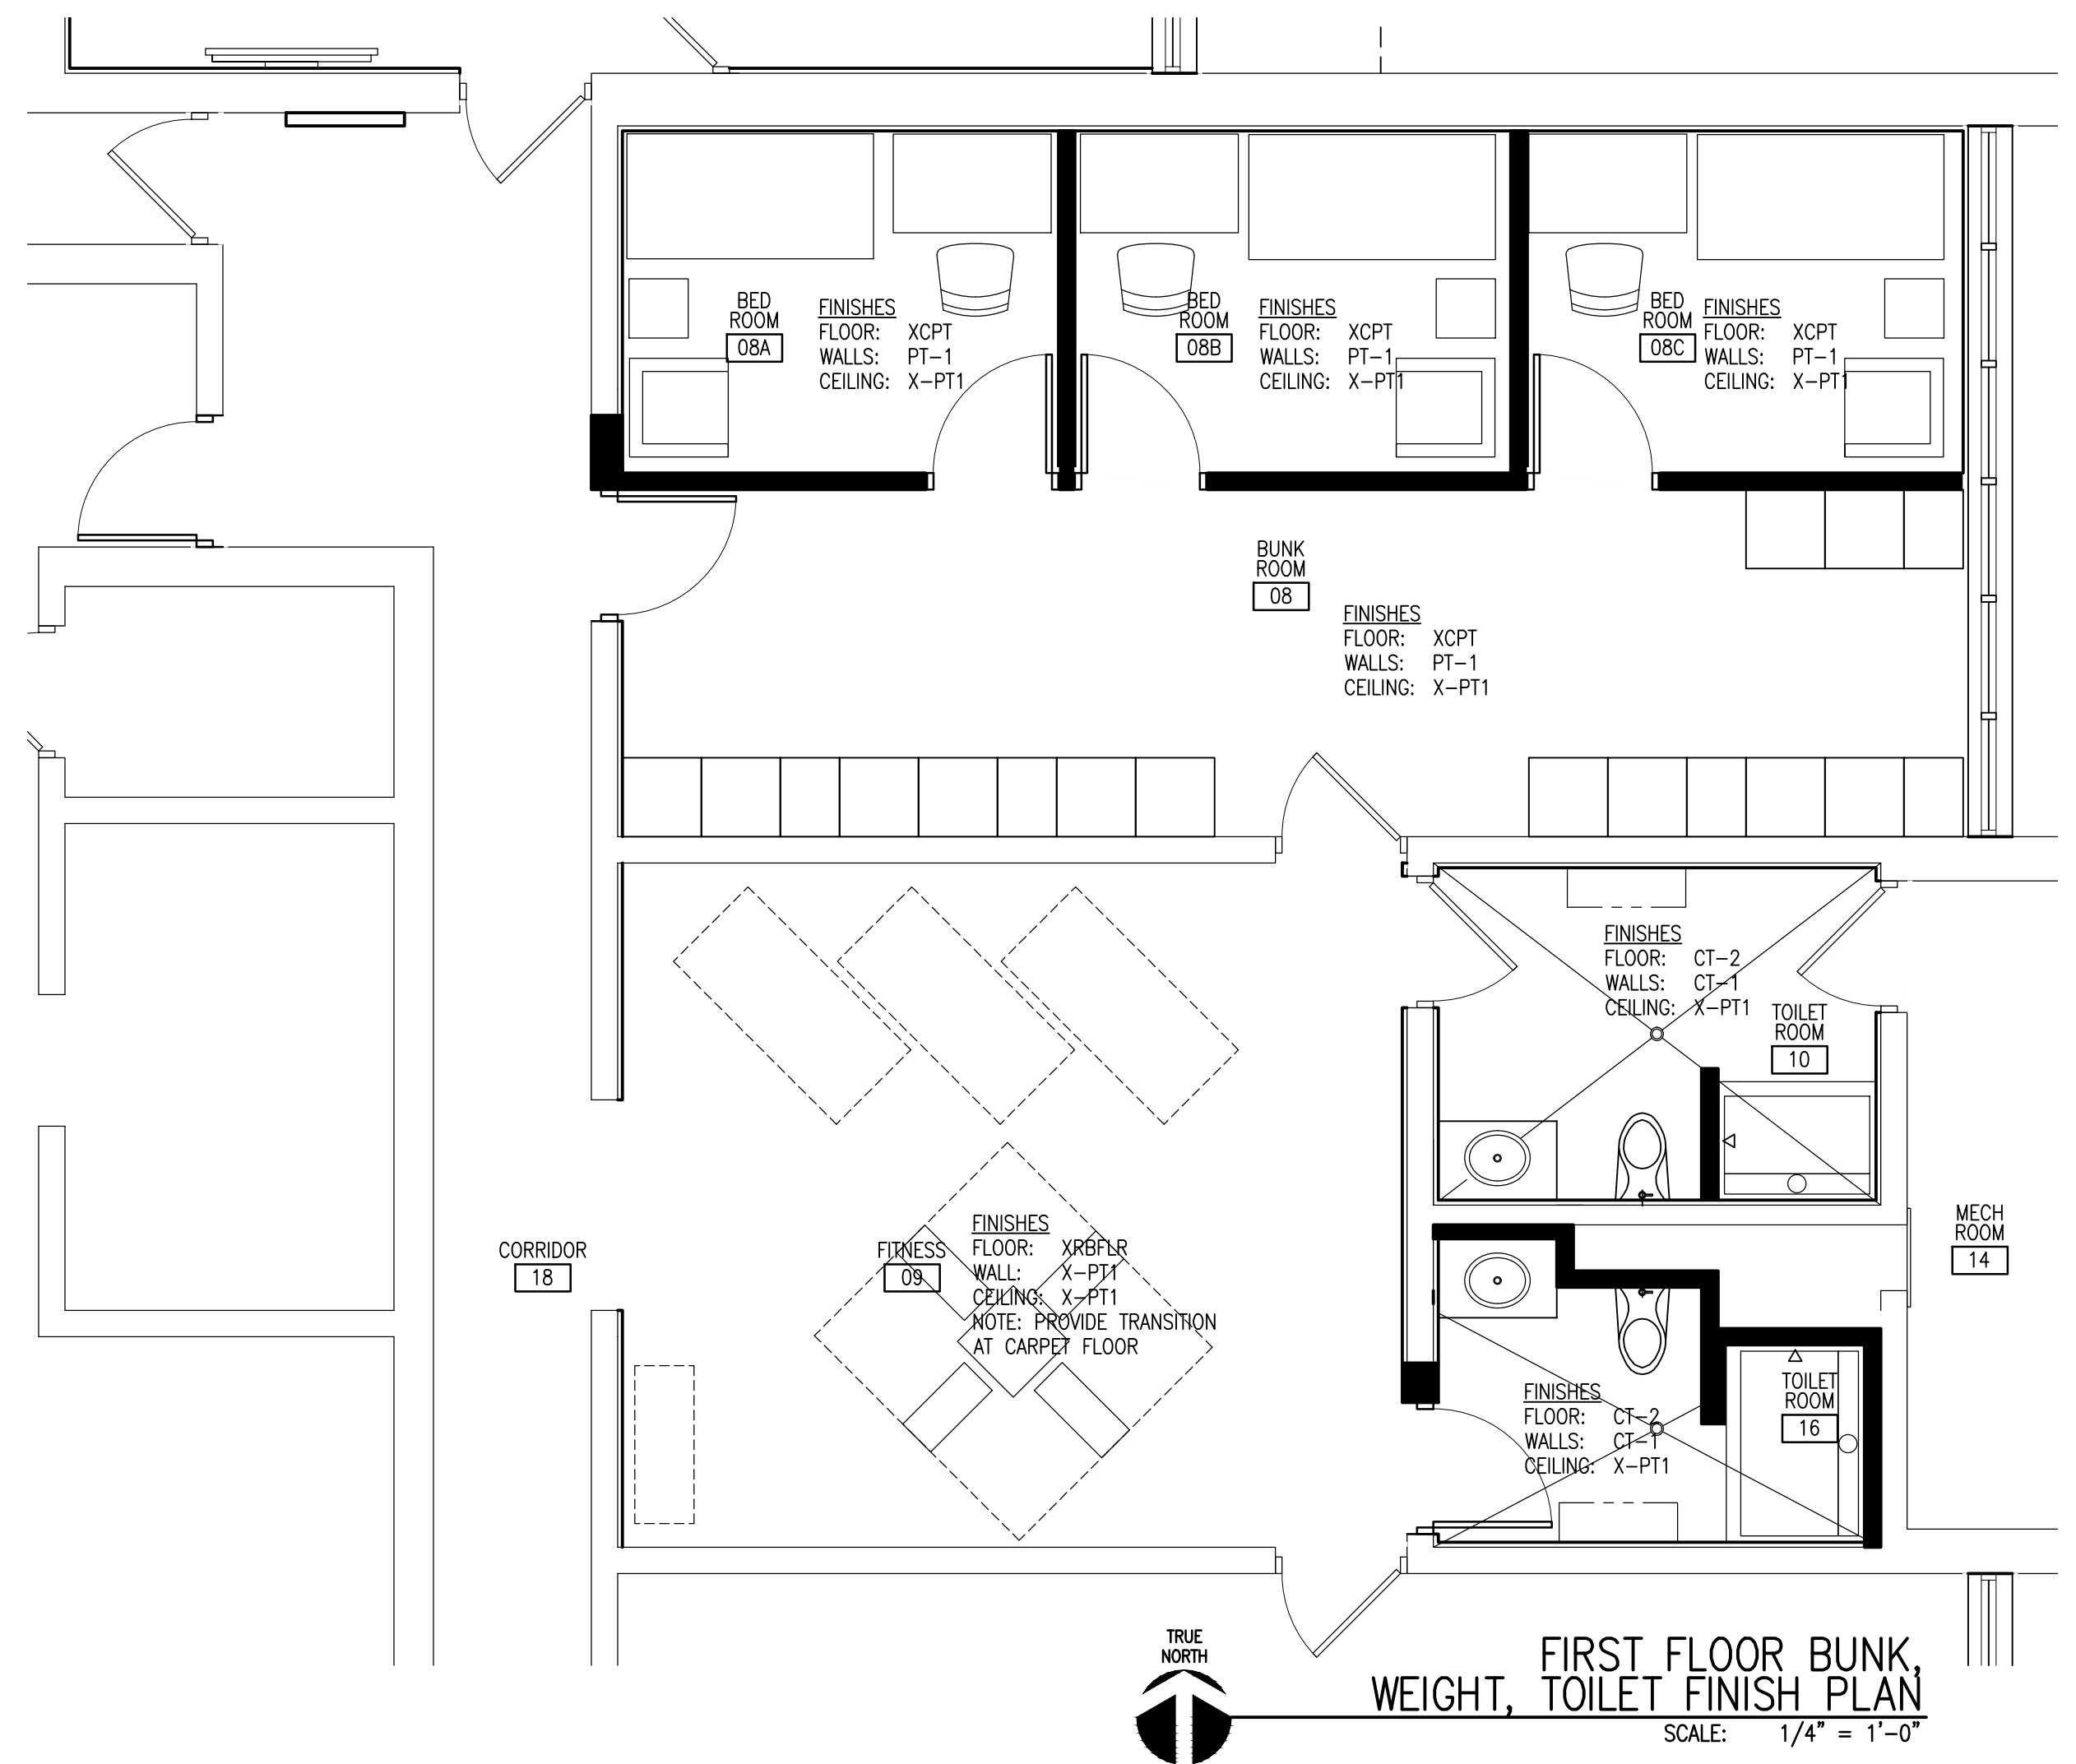 BED
ROOM
08A
FINISHES
FLOOR: XCPT
WALLS: PT-1
CEILING: X-PT1
BED
ROOM
08B
FINISHES
FLOOR: XCPT
WALLS: PT-1
CEILING: X-PT1
BED
ROOM
08C
FINISHES
FLOOR: XCPT
WALLS: PT-1
CEILING: X-PT1
BUNK
ROOM
08
FINISHES
FLOOR: XCPT
WALLS: PT-1
CEILING: X-PT1
FINISHES
FLOOR: CT-2
WALLS: CT-1
CEILING: X-PT1
TOILET
ROOM
10
CORRIDOR
18
FITNESS
09
FINISHES
FLOOR: XRBFLR
WALL: X-PT1
CEILING: X-PT1
NOTE: PROVIDE TRANSITION
AT CARPET FLOOR
MECH
ROOM
14
FINISHES
FLOOR: CT-2
WALLS: CT-1
CEILING: X-PT1
TOILET
ROOM
16
TRUE
NORTH
FIRST FLOOR BUNK,
WEIGHT, TOILET FINISH PLAN
SCALE: 1/4" = 1'-0"